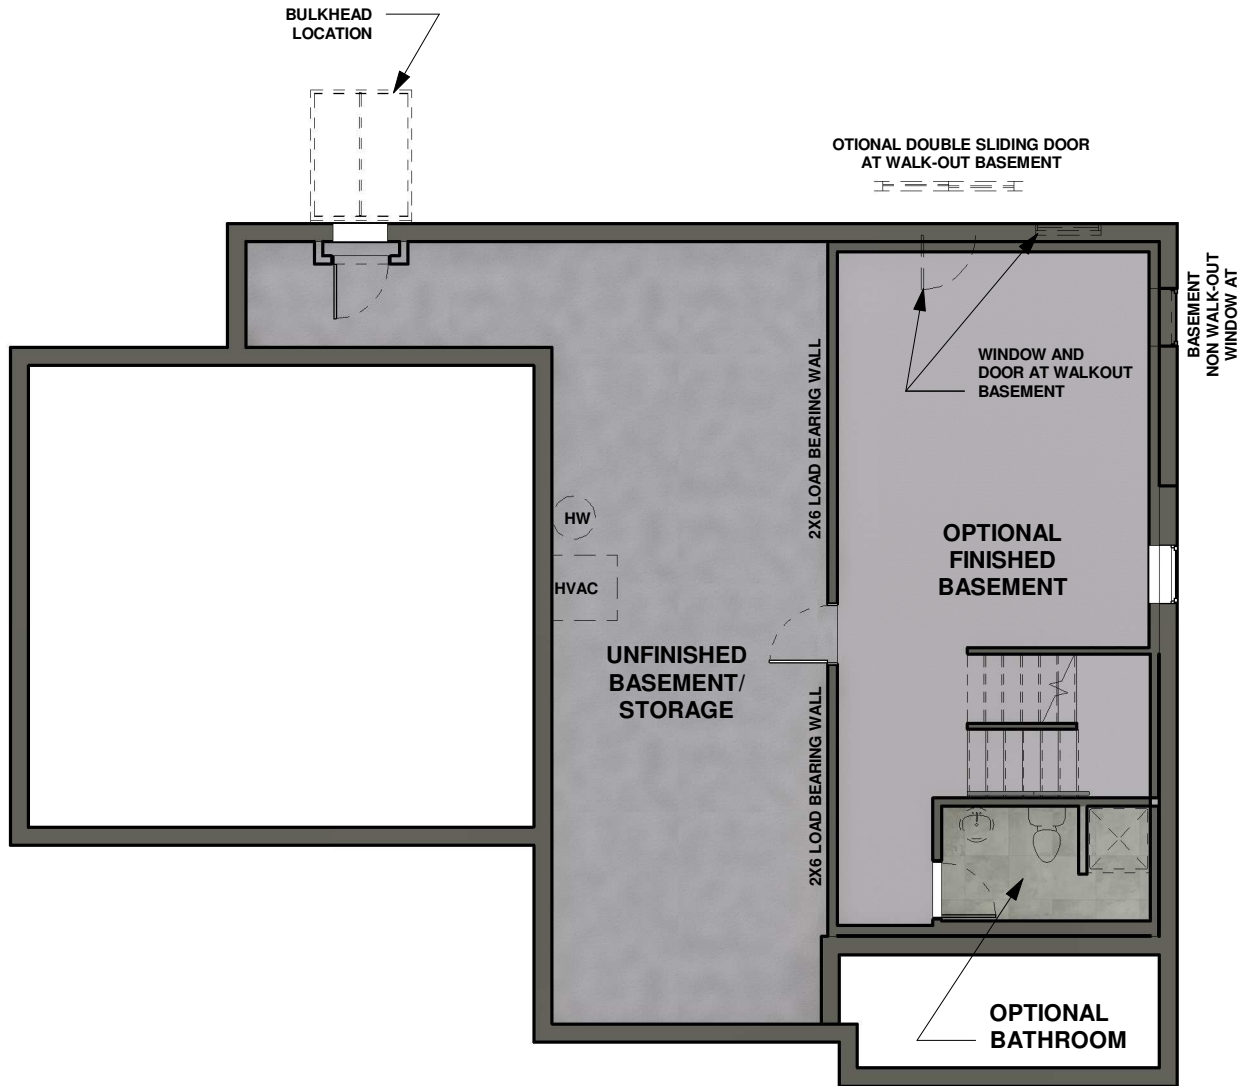 BULKHEAD
LOCATION
OTIONAL DOUBLE SLIDING DOOR
AT WALK-OUT BASEMENT
BASEMENT
NON WALK-OUT
WINDOW AT
WINDOW AND
DOOR AT WALKOUT
BASEMENT
2X6 LOAD BEARING WALL
HW
HVAC
OPTIONAL
FINISHED
BASEMENT
UNFINISHED
BASEMENT/
STORAGE
2X6 LOAD BEARING WALL
OPTIONAL
BATHROOM